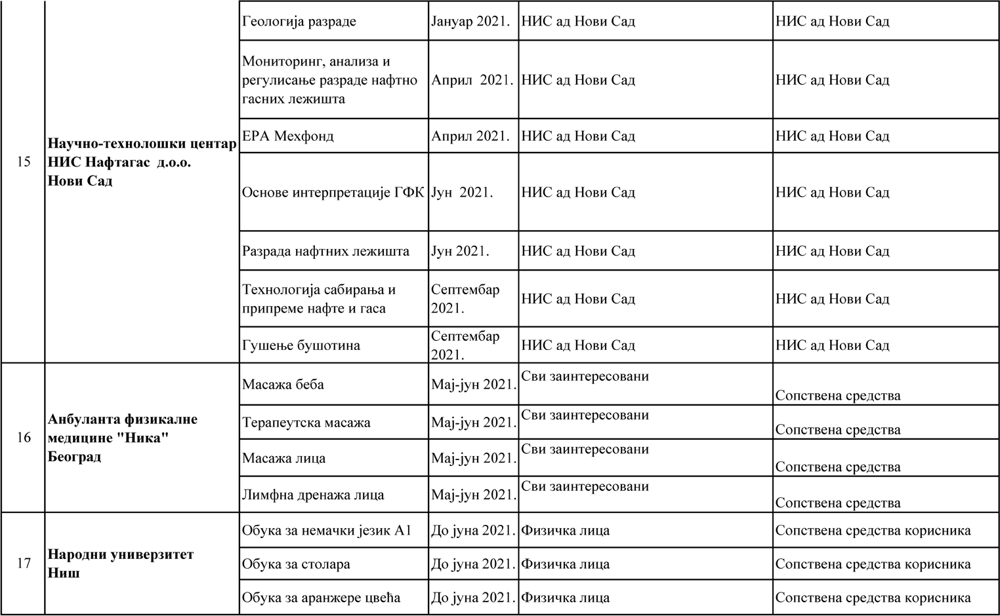 Геологија разраде Јануар 2021. НИС ад Нови Сад НИС ад Нови Сад
Мониторинг, анализа и
регулисање разраде нафтно Април 2021. НИС ад Нови Сад НИС ад Нови Сад
гасних лежишта
ЕРА Мехфонд Април 2021. НИС ад Нови Сад НИС ад Нови Сад
15
Научно-технолошки центар
НИС Нафтагас д.о.о.
Нови Сад
Основе интерпретације ГФК Јун 2021. НИС ад Нови Сад НИС ад Нови Сад
Разрада нафтних лежишта Јун 2021. НИС ад Нови Сад НИС ад Нови Сад
Технологија сабирања и
припреме нафте и гаса
Септембар
2021.
НИС ад Нови Сад НИС ад Нови Сад
Гушење бушотина
Септембар
2021.
НИС ад Нови Сад НИС ад Нови Сад
16
Анбуланта физикалне
медицине "Ника"
Београд
Масажа беба Мај-јун 2021. Сви заинтересовани Сопствена средства
Терапеутска масажа Мај-јун 2021. Сви заинтересовани Сопствена средства
Масажа лица Мај-јун 2021. Сви заинтересовани Сопствена средства
Лимфна дренажа лица Мај-јун 2021. Сви заинтересовани Сопствена средства
17
Народни универзитет
Ниш
Обука за немачки језик А1 До јуна 2021. Физичка лица Сопствена средства корисника
Обука за столара До јуна 2021. Физичка лица Сопствена средства корисника
Обука за аранжере цвећа До јуна 2021. Физичка лица Сопствена средства корисника